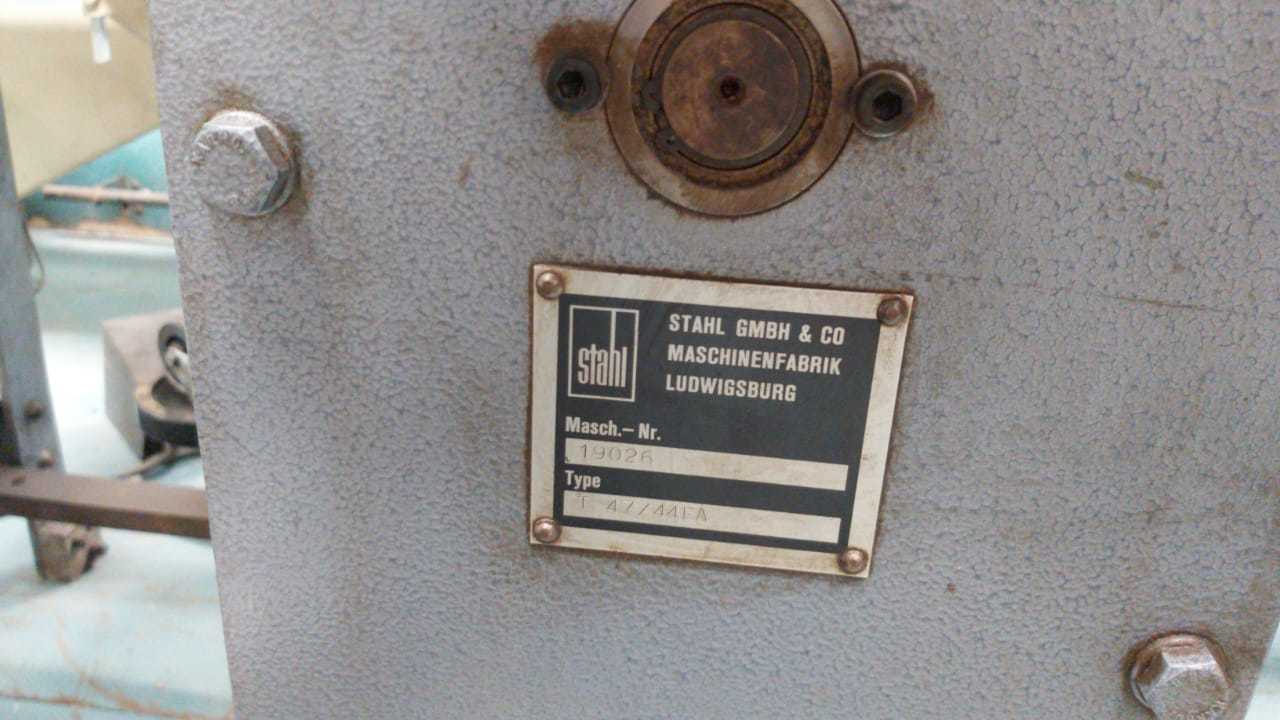 stahl
STAHL GMBH & CO
MASCHINENFABRIK
LUDWIGSBURG
Masch.– Nr.
19026
Type
T 47/44FA